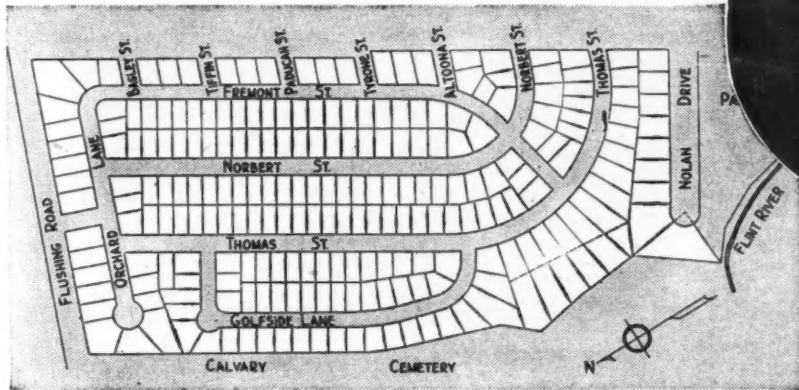 BAGLEY ST.
TIFFIN ST.
PADUCAH ST.
TYRONE ST.
ALTOONA ST.
NORBERT ST.
THOMAS ST.
FREMONT ST.
NOLAN DRIVE
PA
LANE
NORBERT ST.
FLUSHING ROAD
ORCHARD
THOMAS ST.
FLINT RIVER
GOLFSIDE LANE
CALVARY CEMETERY
N